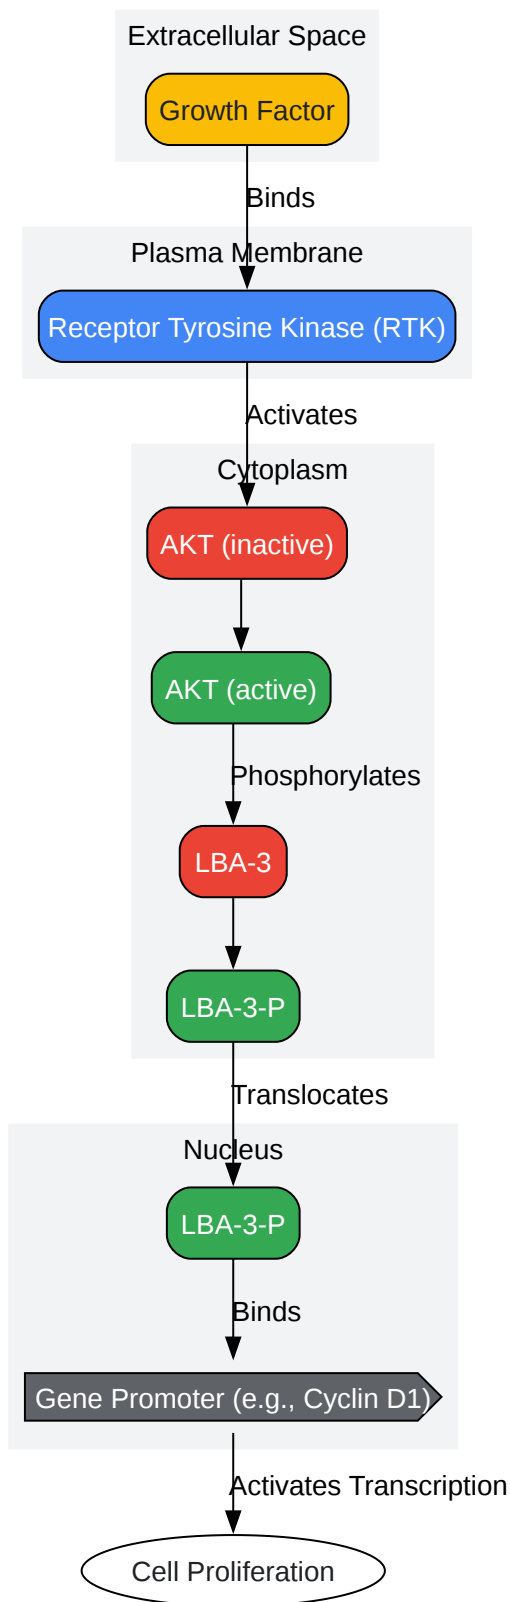 Extracellular Space
Growth Factor
Binds
Plasma Membrane
Receptor Tyrosine Kinase (RTK)
Activates
Cytoplasm
AKT (inactive)
AKT (active)
Phosphorylates
LBA-3
LBA-3-P
Translocates
Nucleus
LBA-3-P
Binds
Gene Promoter (e.g., Cyclin D1)
Activates Transcription
Cell Proliferation